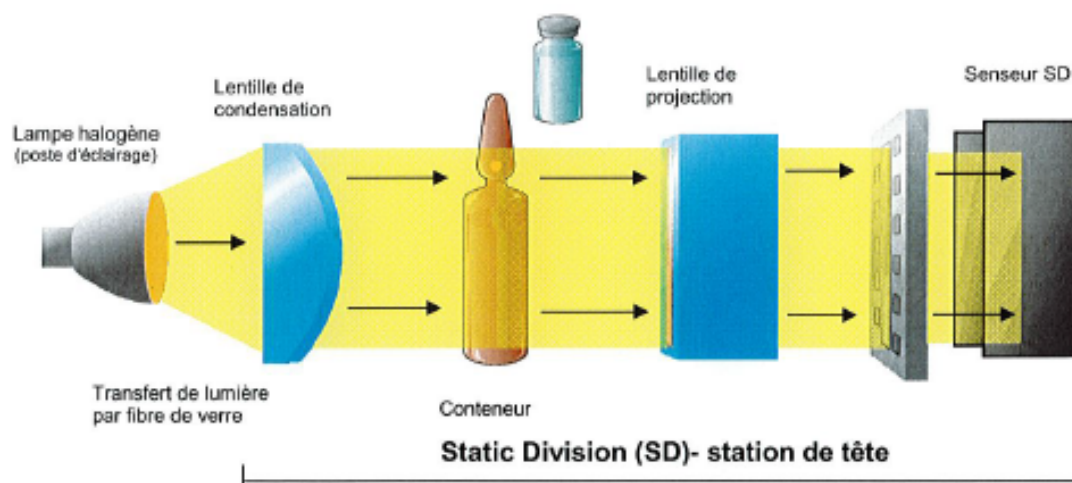 Lentille de
condensation
Lentille de
projection
Senseur SD
Lampe halogène
(poste d'éclairage)
Transfert de lumière
par fibre de verre
Conteneur
Static Division (SD)- station de tête